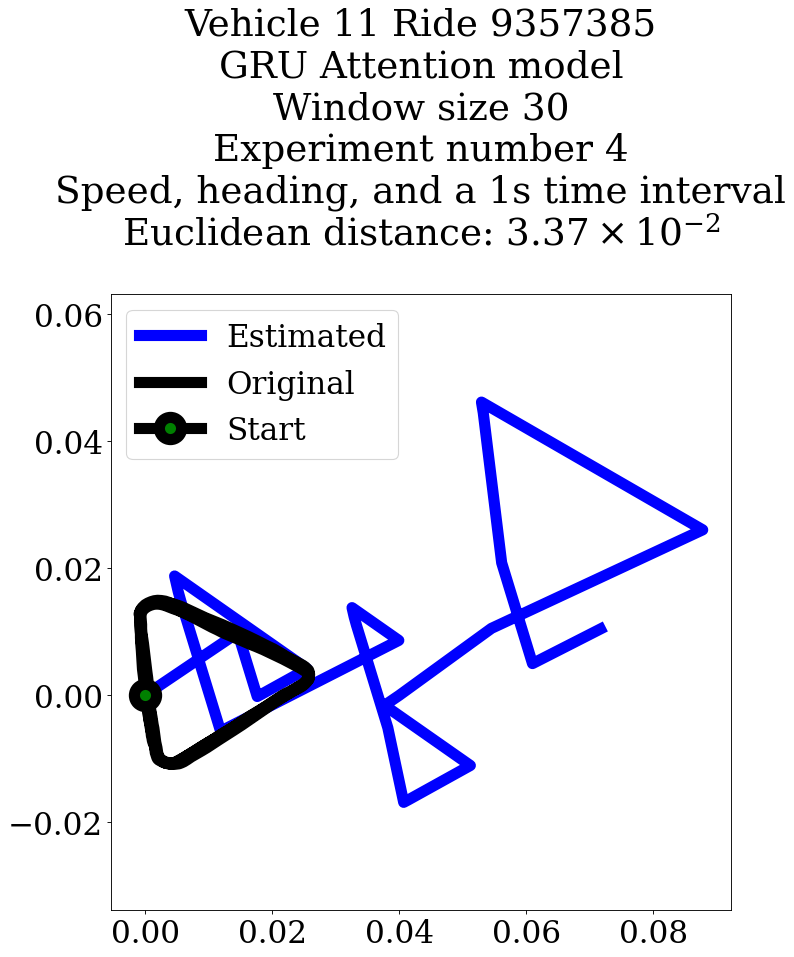 Vehicle 11 Ride 9357385
GRU Attention model
Window size 30
Experiment number 4
Speed, heading, and a 1s time interval
Euclidean distance: 3.37 × 10⁻²
0.06
0.04
0.02
0.00
−0.02
Estimated
Original
Start
0.00 0.02 0.04 0.06 0.08